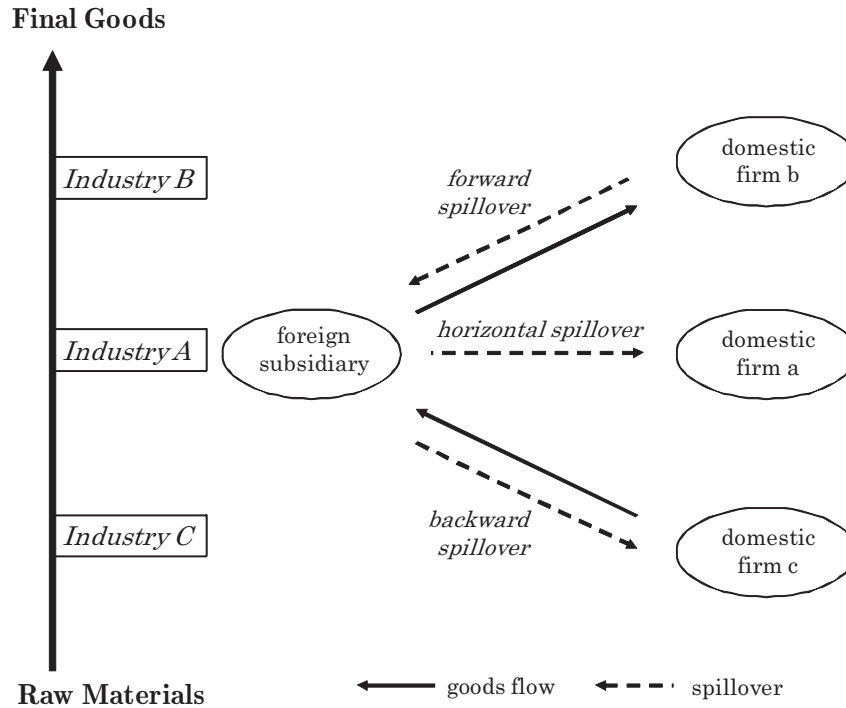 Final Goods
Industry B
forward
spillover
domestic
firm b
Industry A
foreign
subsidiary
horizontal spillover
domestic
firm a
Industry C
backward
spillover
domestic
firm c
Raw Materials
goods flow
spillover